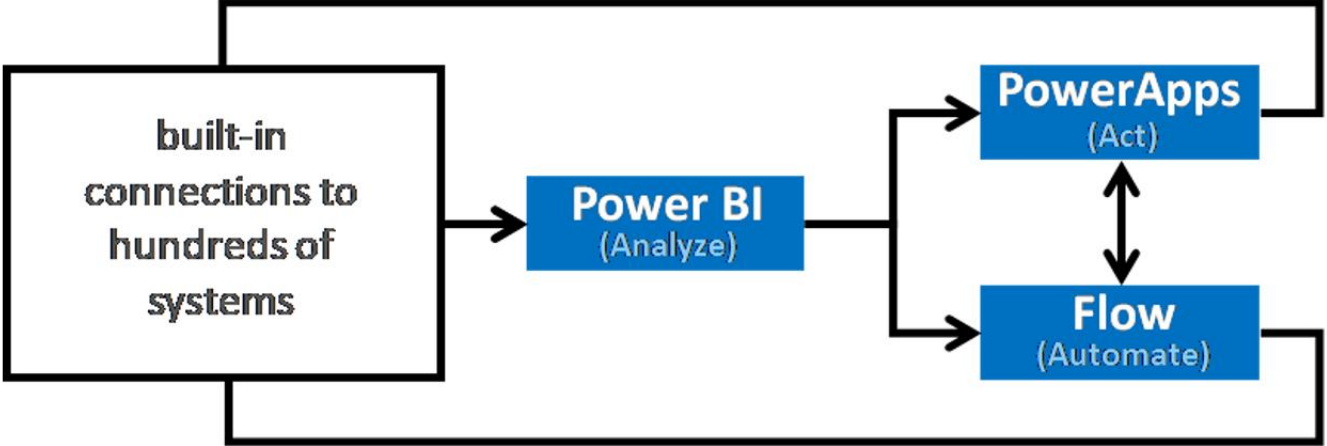 built-in
connections to
hundreds of
systems
Power BI
(Analyze)
PowerApps
(Act)
Flow
(Automate)